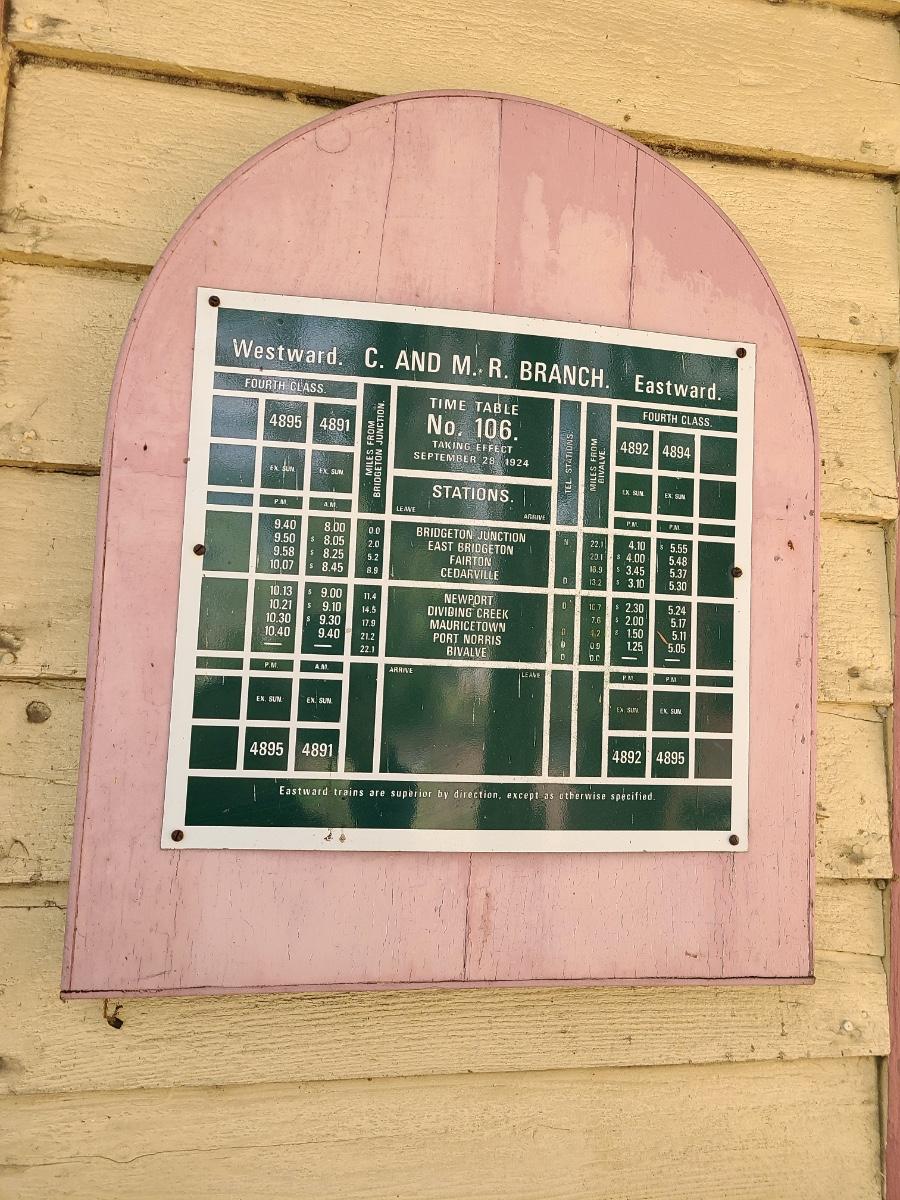 Westward. C. AND M. R. BRANCH. Eastward.
FOURTH CLASS.
4895 4891
EX. SUN. EX. SUN.
P.M. A.M.
MILES FROM BRIDGETON JUNCTION.
TIME TABLE
No. 106.
TAKING EFFECT
SEPTEMBER 28, 1924
STATIONS.
LEAVE ARRIVE
TEL. STATIONS.
MILES FROM BIVALVE.
FOURTH CLASS.
4892 4894
EX. SUN. EX. SUN.
P.M. P.M.
9.40 8.00 0.0 BRIDGETON JUNCTION N 22.1 4.10 s 5.55
9.50 s 8.05 2.0 EAST BRIDGETON 20.1 s 4.00 5.48
9.58 s 8.25 5.2 FAIRTON 16.9 s 3.45 5.37
10.07 s 8.45 8.9 CEDARVILLE D 13.2 s 3.10 5.30
10.13 s 9.00 11.4 NEWPORT D 10.7 s 2.30 5.24
10.21 s 9.10 14.5 DIVIDING CREEK 7.6 s 2.00 5.17
10.30 s 9.30 17.9 MAURICETOWN D 4.2 s 1.50 5.11
10.40 9.40 21.2 PORT NORRIS D 0.9 1.25 5.05
22.1 BIVALVE D 0.0
P.M. A.M. ARRIVE LEAVE P.M. P.M.
EX. SUN. EX. SUN. EX. SUN. EX. SUN.
4895 4891 4892 4895
Eastward trains are superior by direction, except as otherwise specified.